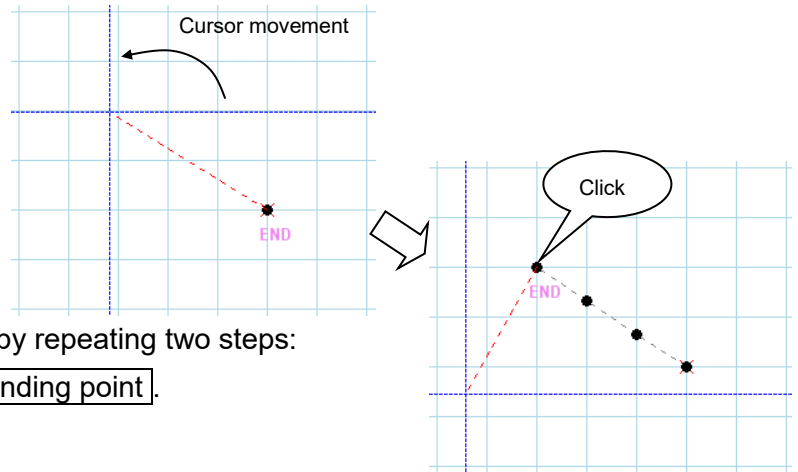 Cursor movement
END
Click
END
by repeating two steps:
nding point.